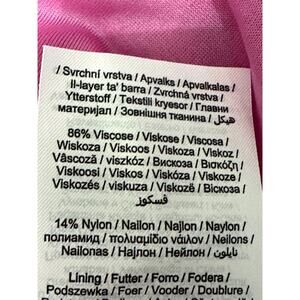 / Svrchní vrstva / Apvalks / Apvalkalas /
Il-layer ta' barra / Zvrchná vrstva /
Ytterstoff / Tekstili kryesor / Главни
материјал / Зовнішня тканина / هيكل
86% Viscose / Viskose / Viscosa /
Wiskoza / Viskoos / Viskoza / Viskoz /
Vâscoză / viszkóz / Вискоза / Βισκόζη /
Viskoosi / Viskos / Viskóza / Viskoze /
Viskozės / viskuza / Viskozë / Віскоза /
فسكوز
14% Nylon / Nailon / Najlon / Naylon /
полиамид / πολυαμίδιο νάιλον / Neilons /
Nailonas / Најлон / Нейлон / نايلون
Lining / Futter / Forro / Fodera /
Podszewka / Foer / Vooder / Doublure /